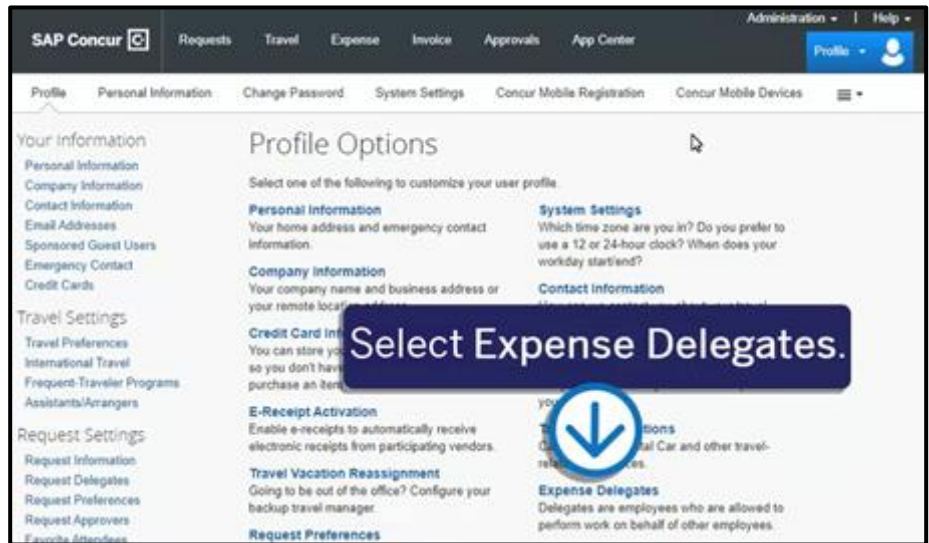 Administration | Help
SAP Concur C Requests Travel Expense Invoice Approvals App Center
Profile
Profile Personal Information Change Password System Settings Concur Mobile Registration Concur Mobile Devices
Your Information
Personal Information
Company Information
Contact Information
Email Addresses
Sponsored Guest Users
Emergency Contact
Credit Cards
Travel Settings
Travel Preferences
International Travel
Frequent-Traveler Programs
Assistants/Arrangers
Request Settings
Request Information
Request Delegates
Request Preferences
Request Approvers
Favorite Attendees
Profile Options
Select one of the following to customize your user profile.
Personal Information
Your home address and emergency contact
information.
Company Information
Your company name and business address or
your remote location address.
Credit Card
You can store
so you don't have
purchase an item
E-Receipt Activation
Enable e-receipts to automatically receive
electronic receipts from participating vendors.
Travel Vacation Reassignment
Going to be out of the office? Configure your
backup travel manager.
Request Preferences
System Settings
Which time zone are you in? Do you prefer to
use a 12 or 24-hour clock? When does your
workday start/end?
Contact Information
Select Expense Delegates.
Car and other travel-
Expense Delegates
Delegates are employees who are allowed to
perform work on behalf of other employees.